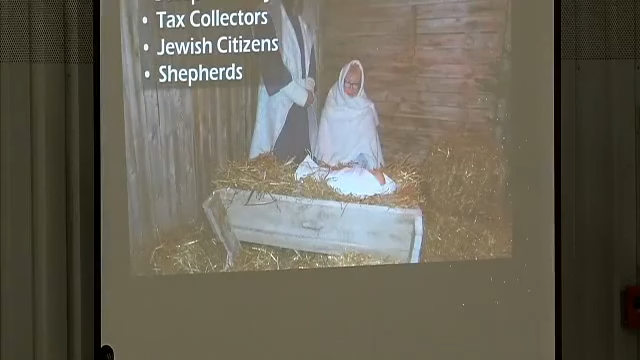 • Tax Collectors
• Jewish Citizens
• Shepherds